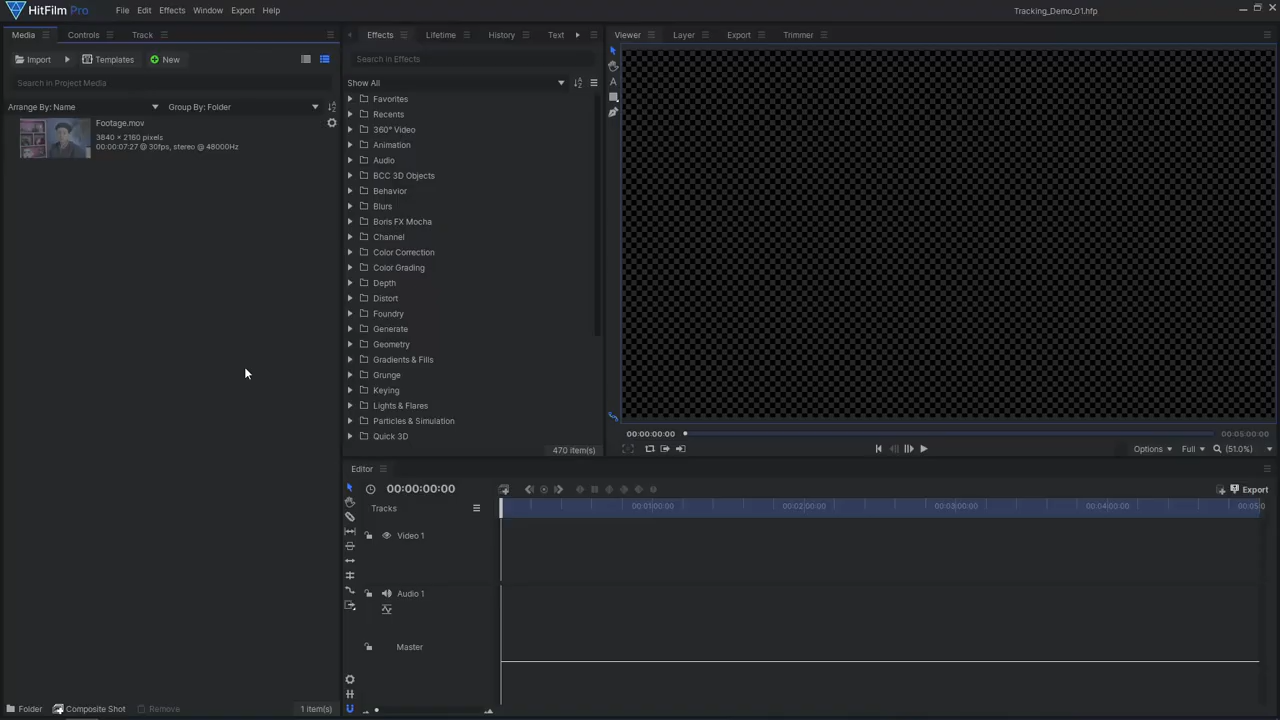 HitFilm Pro
File Edit Effects Window Export Help
Tracking_Demo_01.hfp
Media Controls Track
Import Templates New
Search in Project Media
Arrange By: Name Group By: Folder
Footage.mov
3840 × 2160 pixels
00:00:07:27 @ 30fps, stereo @ 48000Hz
Folder Composite Shot Remove 1 item(s)
Effects Lifetime History Text
Search in Effects
Show All
Favorites
Recents
360° Video
Animation
Audio
BCC 3D Objects
Behavior
Blurs
Boris FX Mocha
Channel
Color Correction
Color Grading
Depth
Distort
Foundry
Generate
Geometry
Gradients & Fills
Grunge
Keying
Lights & Flares
Particles & Simulation
Quick 3D
470 item(s)
Viewer Layer Export Trimmer
00:00:00:00 00:05:00:00
Options Full (51.0%)
Editor
00:00:00:00 Export
Tracks 00:01:00:00 00:02:00:00 00:03:00:00 00:04:00:00 00:05:0
Video 1
Audio 1
Master